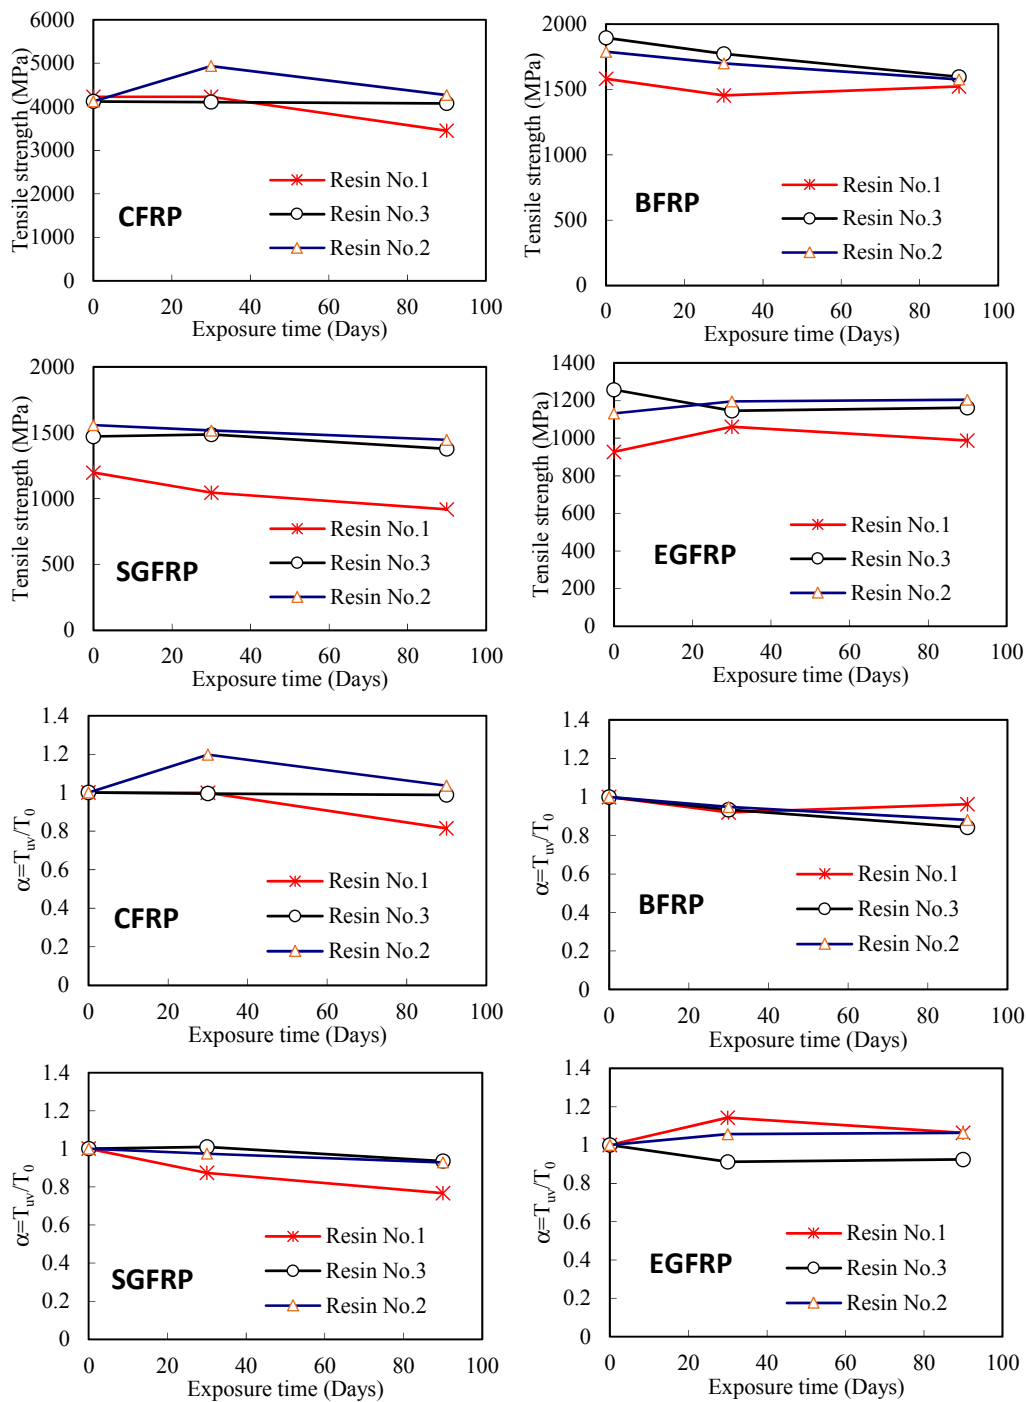 6000
5000
4000
3000
2000
1000
0
Tensile strength (MPa)
Resin No.1
Resin No.3
Resin No.2
CFRP
0 20 40 60 80 100
Exposure time (Days)
2000
1500
1000
500
0
Tensile strength (MPa)
Resin No.1
Resin No.3
Resin No.2
BFRP
0 20 40 60 80 100
Exposure time (Days)
2000
1500
1000
500
0
Tensile strength (MPa)
Resin No.1
Resin No.3
Resin No.2
SGFRP
0 20 40 60 80 100
Exposure time (Days)
1400
1200
1000
800
600
400
200
0
Tensile strength (MPa)
Resin No.1
Resin No.3
Resin No.2
EGFRP
0 20 40 60 80 100
Exposure time (Days)
1.4
1.2
1
0.8
0.6
0.4
0.2
0
α=Tuv/T0
Resin No.1
Resin No.3
Resin No.2
CFRP
0 20 40 60 80 100
Exposure time (Days)
1.4
1.2
1
0.8
0.6
0.4
0.2
0
α=Tuv/T0
Resin No.1
Resin No.3
Resin No.2
BFRP
0 20 40 60 80 100
Exposure time (Days)
1.4
1.2
1
0.8
0.6
0.4
0.2
0
α=Tuv/T0
Resin No.1
Resin No.3
Resin No.2
SGFRP
0 20 40 60 80 100
Exposure time (Days)
1.4
1.2
1
0.8
0.6
0.4
0.2
0
α=Tuv/T0
Resin No.1
Resin No.3
Resin No.2
EGFRP
0 20 40 60 80 100
Exposure time (Days)